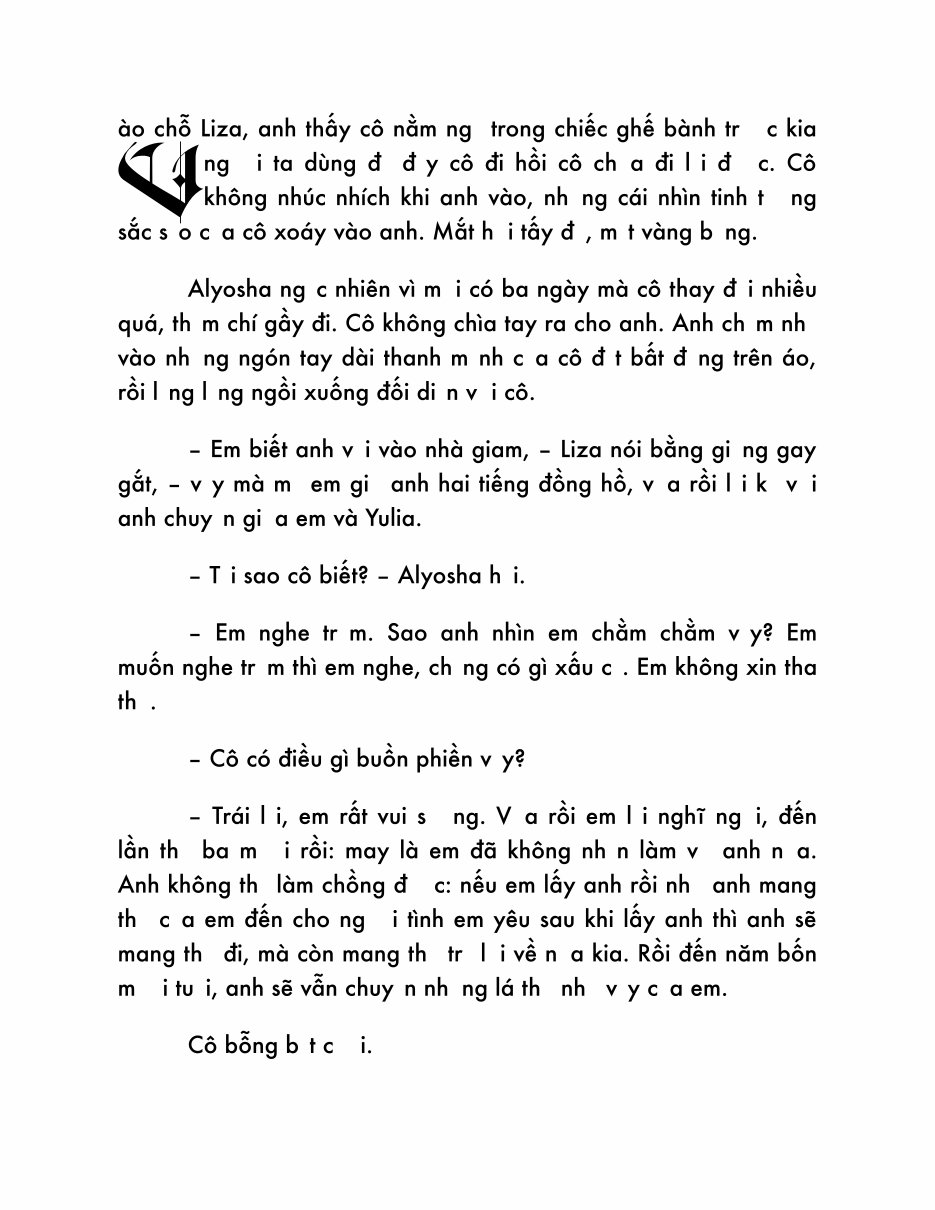 Vào chỗ Liza, anh thấy cô nằm ng trong chiếc ghế bành tr c kia
ng i ta dùng đ đ y cô đi hồi cô ch a đi l i đ c. Cô
không nhúc nhích khi anh vào, nh ng cái nhìn tinh t ng
sắc s o c a cô xoáy vào anh. Mắt h i tấy đ , m t vàng b ng.
Alyosha ng c nhiên vì m i có ba ngày mà cô thay đ i nhiều
quá, th m chí gầy đi. Cô không chìa tay ra cho anh. Anh ch m nh
vào nh ng ngón tay dài thanh m nh c a cô đ t bất đ ng trên áo,
rồi l ng l ng ngồi xuống đối di n v i cô.
– Em biết anh v i vào nhà giam, – Liza nói bằng gi ng gay
gắt, – v y mà m em gi anh hai tiếng đồng hồ, v a rồi l i k v i
anh chuy n gi a em và Yulia.
– T i sao cô biết? – Alyosha h i.
– Em nghe tr m. Sao anh nhìn em chằm chằm v y? Em
muốn nghe tr m thì em nghe, ch ng có gì xấu c . Em không xin tha
th .
– Cô có điều gì buồn phiền v y?
– Trái l i, em rất vui s ng. V a rồi em l i nghĩ ng i, đến
lần th ba m i rồi: may là em đã không nh n làm v anh n a.
Anh không th làm chồng đ c: nếu em lấy anh rồi nh anh mang
th c a em đến cho ng i tình em yêu sau khi lấy anh thì anh sẽ
mang th đi, mà còn mang th tr l i về n a kia. Rồi đến năm bốn
m i tu i, anh sẽ vẫn chuy n nh ng lá th nh v y c a em.
Cô bỗng b t c i.